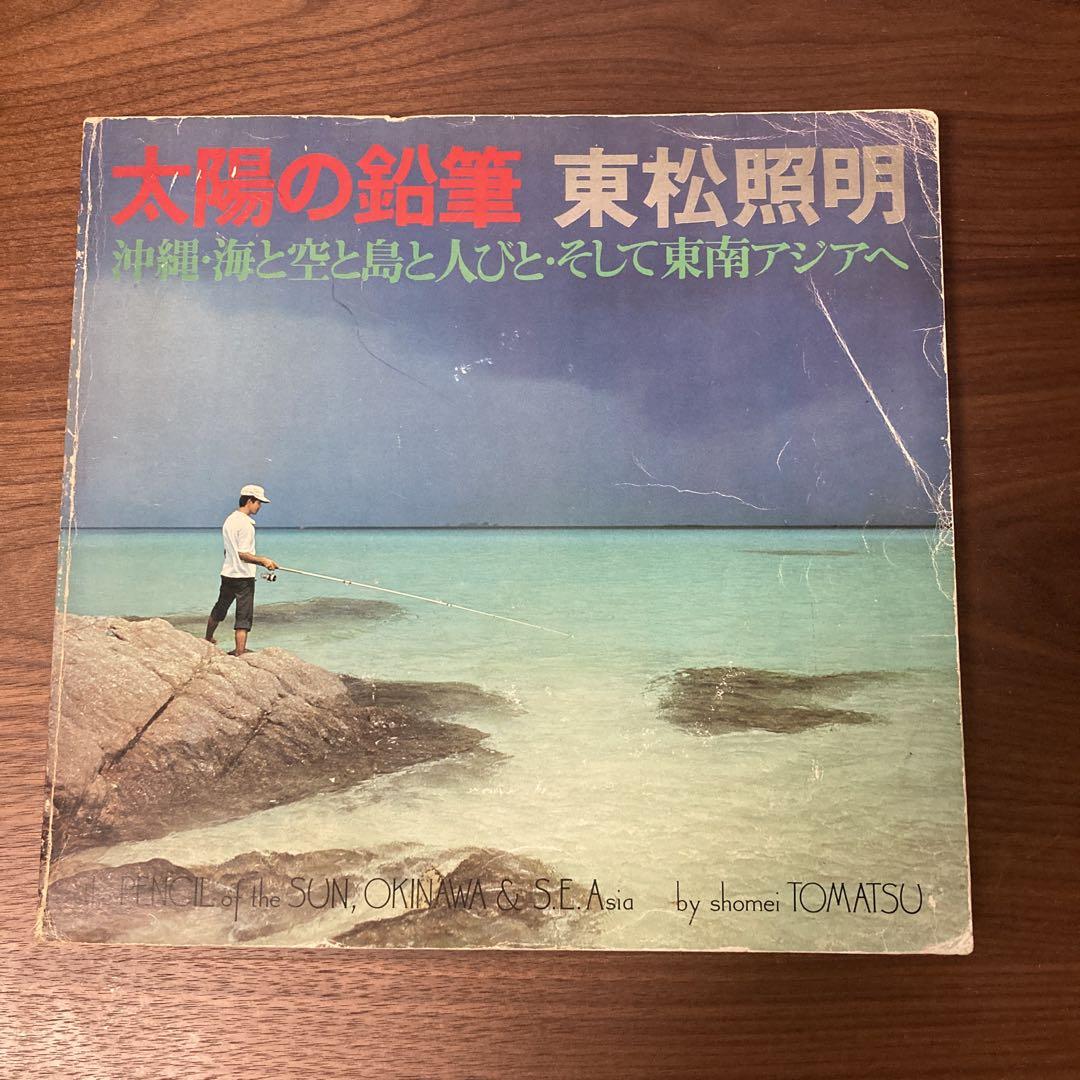 太陽の鉛筆 東松照明
沖縄・海と空と島と人びと・そして東南アジアへ
the PENCIL of the SUN, OKINAWA & S.E. Asia by shomei TOMATSU